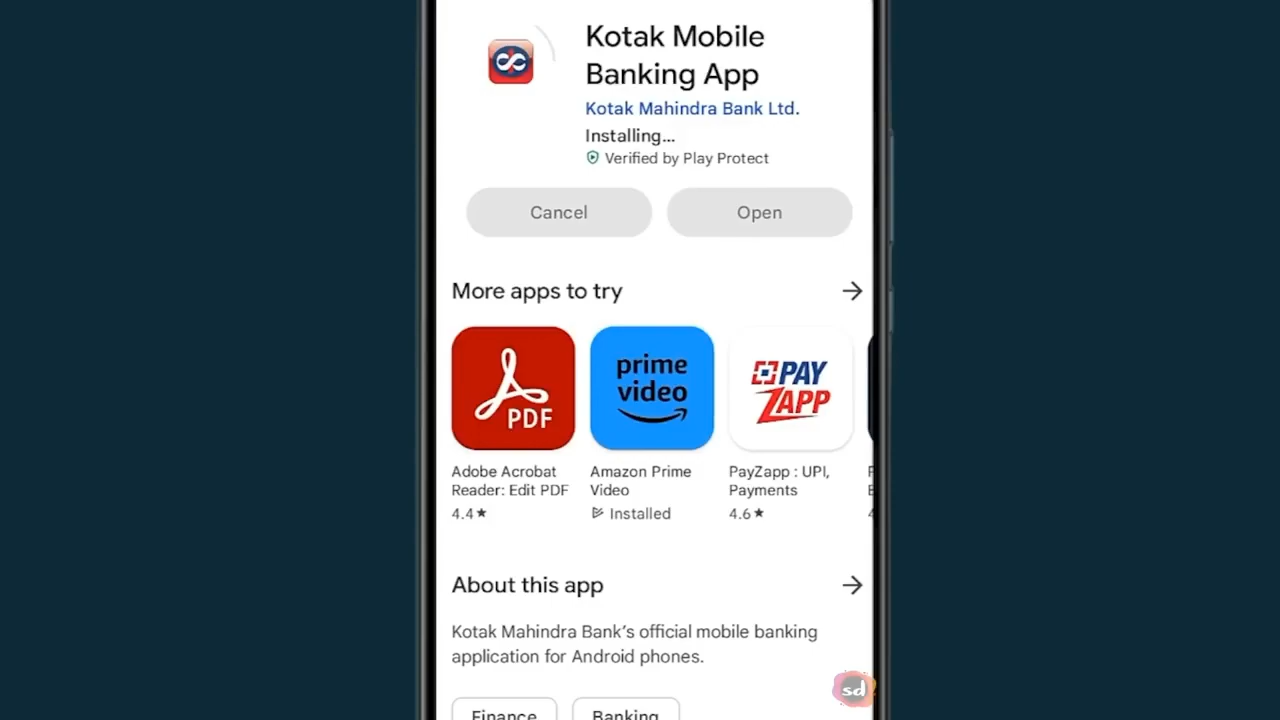 Kotak Mobile
Banking App
Kotak Mahindra Bank Ltd.
Installing...
Verified by Play Protect
Cancel
Open
More apps to try
PDF
prime
video
PAY
ZAPP
Adobe Acrobat
Reader: Edit PDF
4.4★
Amazon Prime
Video
Installed
PayZapp : UPI,
Payments
4.6★
About this app
Kotak Mahindra Bank's official mobile banking
application for Android phones.
Finance
Banking
sd